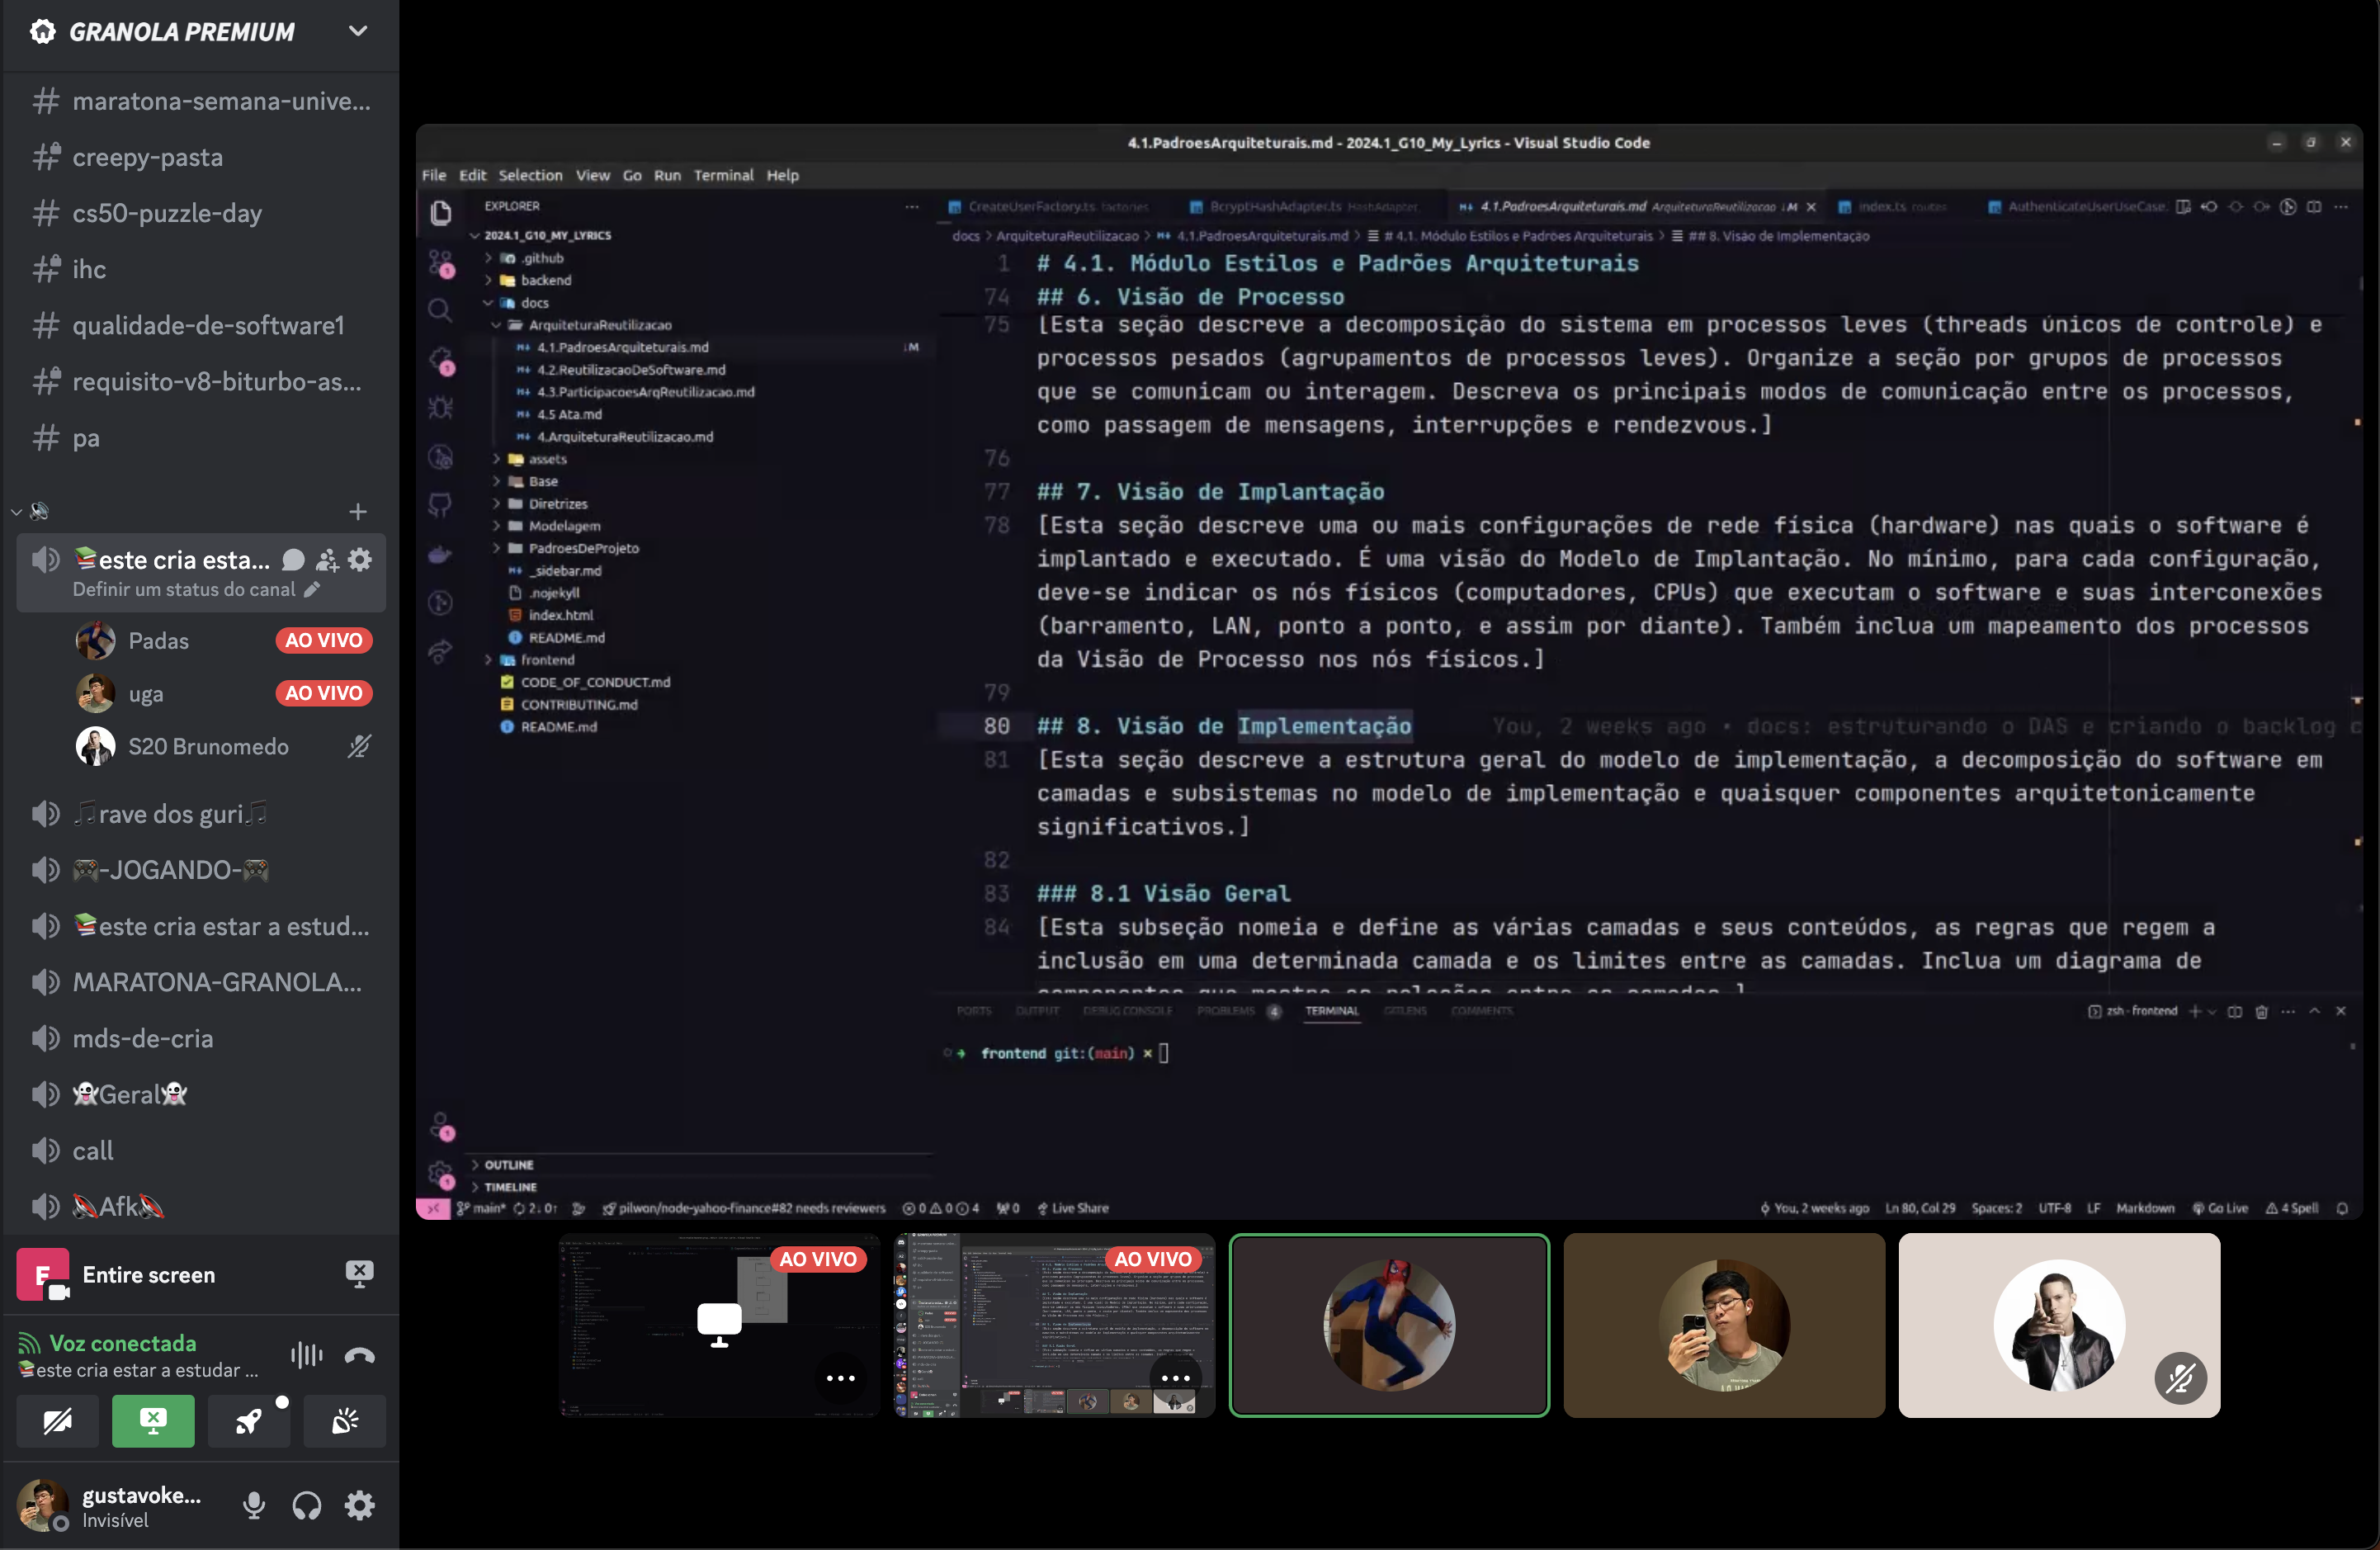 GRANOLA PREMIUM
maratona-semana-unive...
creepy-pasta
cs50-puzzle-day
ihc
qualidade-de-software1
requisito-v8-biturbo-as...
pa
este cria esta...
Definir um status do canal
Padas AO VIVO
uga AO VIVO
S20 Brunomedo
rave dos guri
-JOGANDO-
este cria estar a estud...
MARATONA-GRANOLA...
mds-de-cria
Geral
call
Afk
E Entire screen
Voz conectada
este cria estar a estudar ...
gustavoke...
Invisível
4.1.PadroesArquiteturais.md - 2024.1_G10_My_Lyrics - Visual Studio Code
File Edit Selection View Go Run Terminal Help
EXPLORER
2024.1_G10_MY_LYRICS
.github
backend
docs
ArquiteturaReutilizacao
4.1.PadroesArquiteturais.md ↓M
4.2.ReutilizacaoDeSoftware.md
4.3.ParticipacoesArqReutilizacao.md
4.5 Ata.md
4.ArquiteturaReutilizacao.md
assets
Base
Diretrizes
Modelagem
PadroesDeProjeto
_sidebar.md
.nojekyll
index.html
README.md
frontend
CODE_OF_CONDUCT.md
CONTRIBUTING.md
README.md
OUTLINE
TIMELINE
CreateUserFactory.ts factories BcryptHashAdapter.ts HashAdapter 4.1.PadroesArquiteturais.md ArquiteturaReutilizacao ↓M index.ts routes AuthenticateUserUseCase.
docs > ArquiteturaReutilizacao > 4.1.PadroesArquiteturais.md > # 4.1. Módulo Estilos e Padrões Arquiteturais > ## 8. Visão de Implementação
1 # 4.1. Módulo Estilos e Padrões Arquiteturais
74 ## 6. Visão de Processo
75 [Esta seção descreve a decomposição do sistema em processos leves (threads únicos de controle) e
processos pesados (agrupamentos de processos leves). Organize a seção por grupos de processos
que se comunicam ou interagem. Descreva os principais modos de comunicação entre os processos,
como passagem de mensagens, interrupções e rendezvous.]
76
77 ## 7. Visão de Implantação
78 [Esta seção descreve uma ou mais configurações de rede física (hardware) nas quais o software é
implantado e executado. É uma visão do Modelo de Implantação. No mínimo, para cada configuração,
deve-se indicar os nós físicos (computadores, CPUs) que executam o software e suas interconexões
(barramento, LAN, ponto a ponto, e assim por diante). Também inclua um mapeamento dos processos
da Visão de Processo nos nós físicos.]
79
80 ## 8. Visão de Implementação You, 2 weeks ago • docs: estruturando o DAS e criando o backlog c
81 [Esta seção descreve a estrutura geral do modelo de implementação, a decomposição do software em
camadas e subsistemas no modelo de implementação e quaisquer componentes arquitetonicamente
significativos.]
82
83 ### 8.1 Visão Geral
84 [Esta subseção nomeia e define as várias camadas e seus conteúdos, as regras que regem a
inclusão em uma determinada camada e os limites entre as camadas. Inclua um diagrama de
componentes que mostre as relações entre as camadas.]
PORTS OUTPUT DEBUG CONSOLE PROBLEMS 4 TERMINAL GITLENS COMMENTS zsh - frontend
frontend git:(main) ×
main* 2↓ 0↑ pilwon/node-yahoo-finance#82 needs reviewers 0 0 4 0 Live Share You, 2 weeks ago Ln 80, Col 29 Spaces: 2 UTF-8 LF Markdown Go Live 4 Spell
AO VIVO
AO VIVO